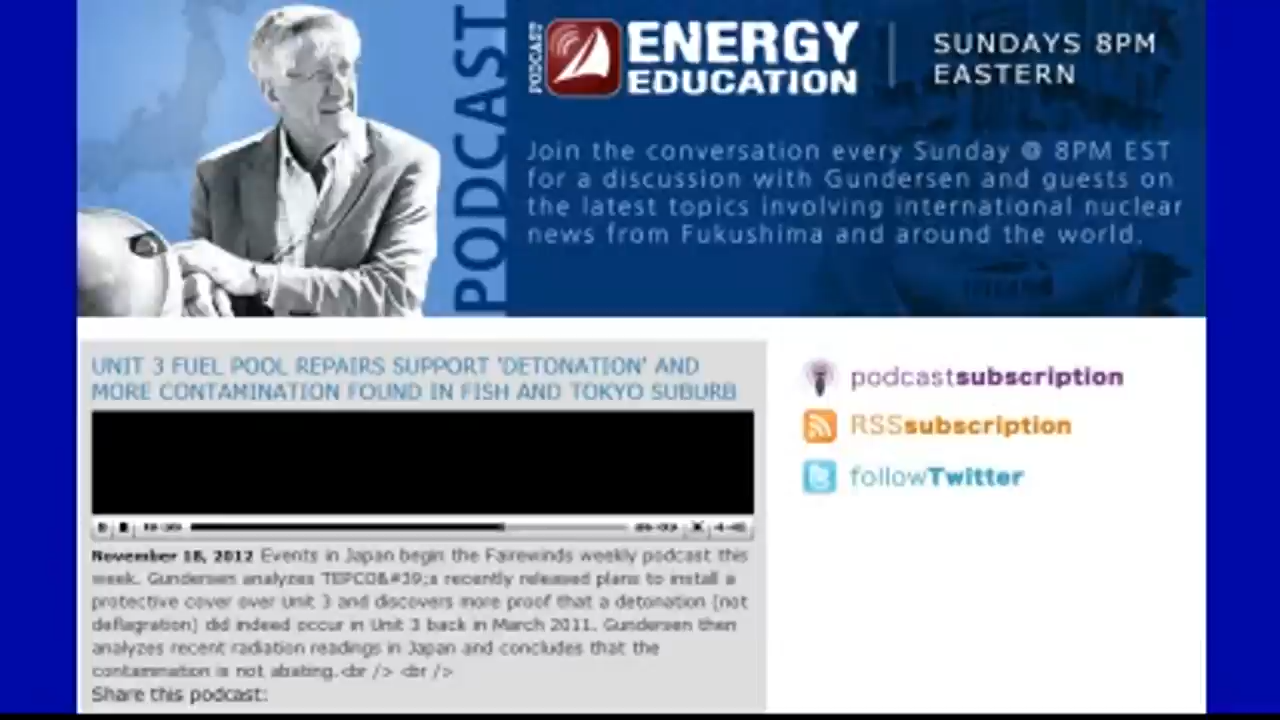 PODCAST
PODCAST
ENERGY
EDUCATION
SUNDAYS 8PM
EASTERN
Join the conversation every Sunday @ 8PM EST
for a discussion with Gundersen and guests on
the latest topics involving international nuclear
news from Fukushima and around the world.
UNIT 3 FUEL POOL REPAIRS SUPPORT 'DETONATION' AND
MORE CONTAMINATION FOUND IN FISH AND TOKYO SUBURB
November 18, 2012 Events in Japan begin the Fairewinds weekly podcast this
week. Gundersen analyzes TEPCO&#39;s recently released plans to install a
protective cover over Unit 3 and discovers more proof that a detonation (not
deflagration) did indeed occur in Unit 3 back in March 2011. Gundersen then
analyzes recent radiation readings in Japan and concludes that the
contamination is not abating.<br /> <br />
Share this podcast:
podcastsubscription
RSSsubscription
followTwitter